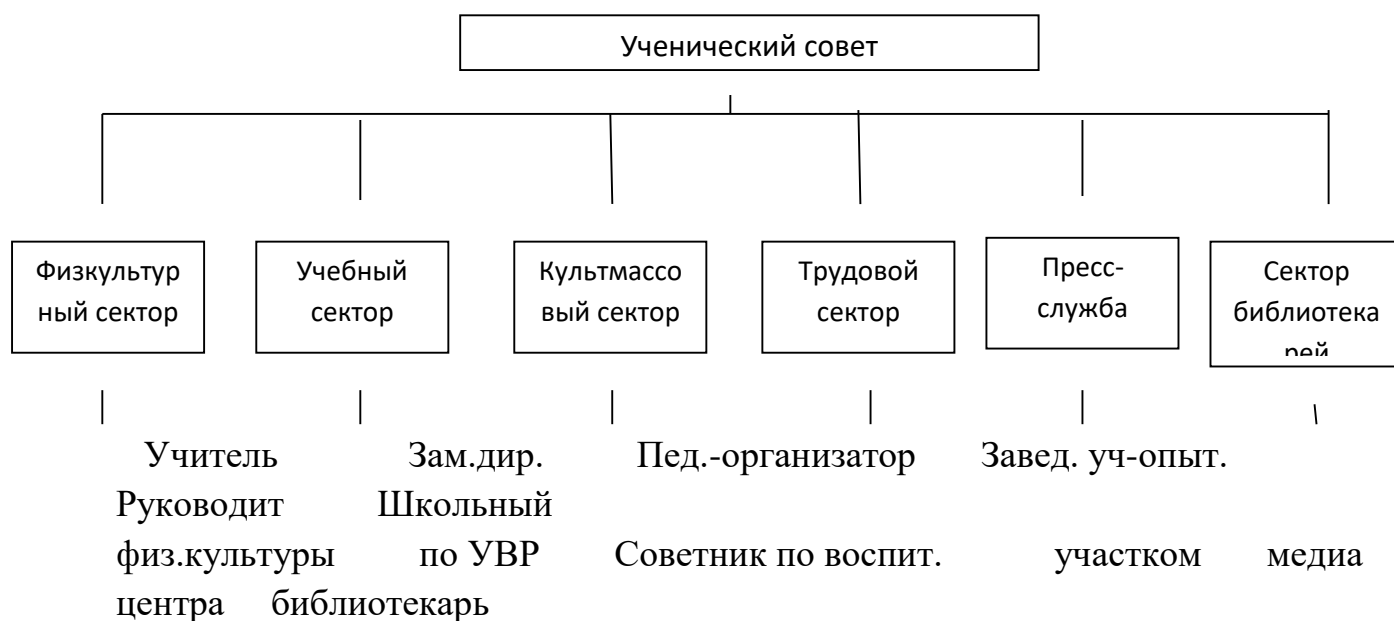 Ученический совет
Физкультур
ный сектор
Учебный
сектор
Культмассо
вый сектор
Трудовой
сектор
Пресс-
служба
Сектор
библиотека
рей
Учитель Зам.дир. Пед.-организатор Завед. уч-опыт.
Руководит Школьный
физ.культуры по УВР Советник по воспит. участком медиа
центра библиотекарь